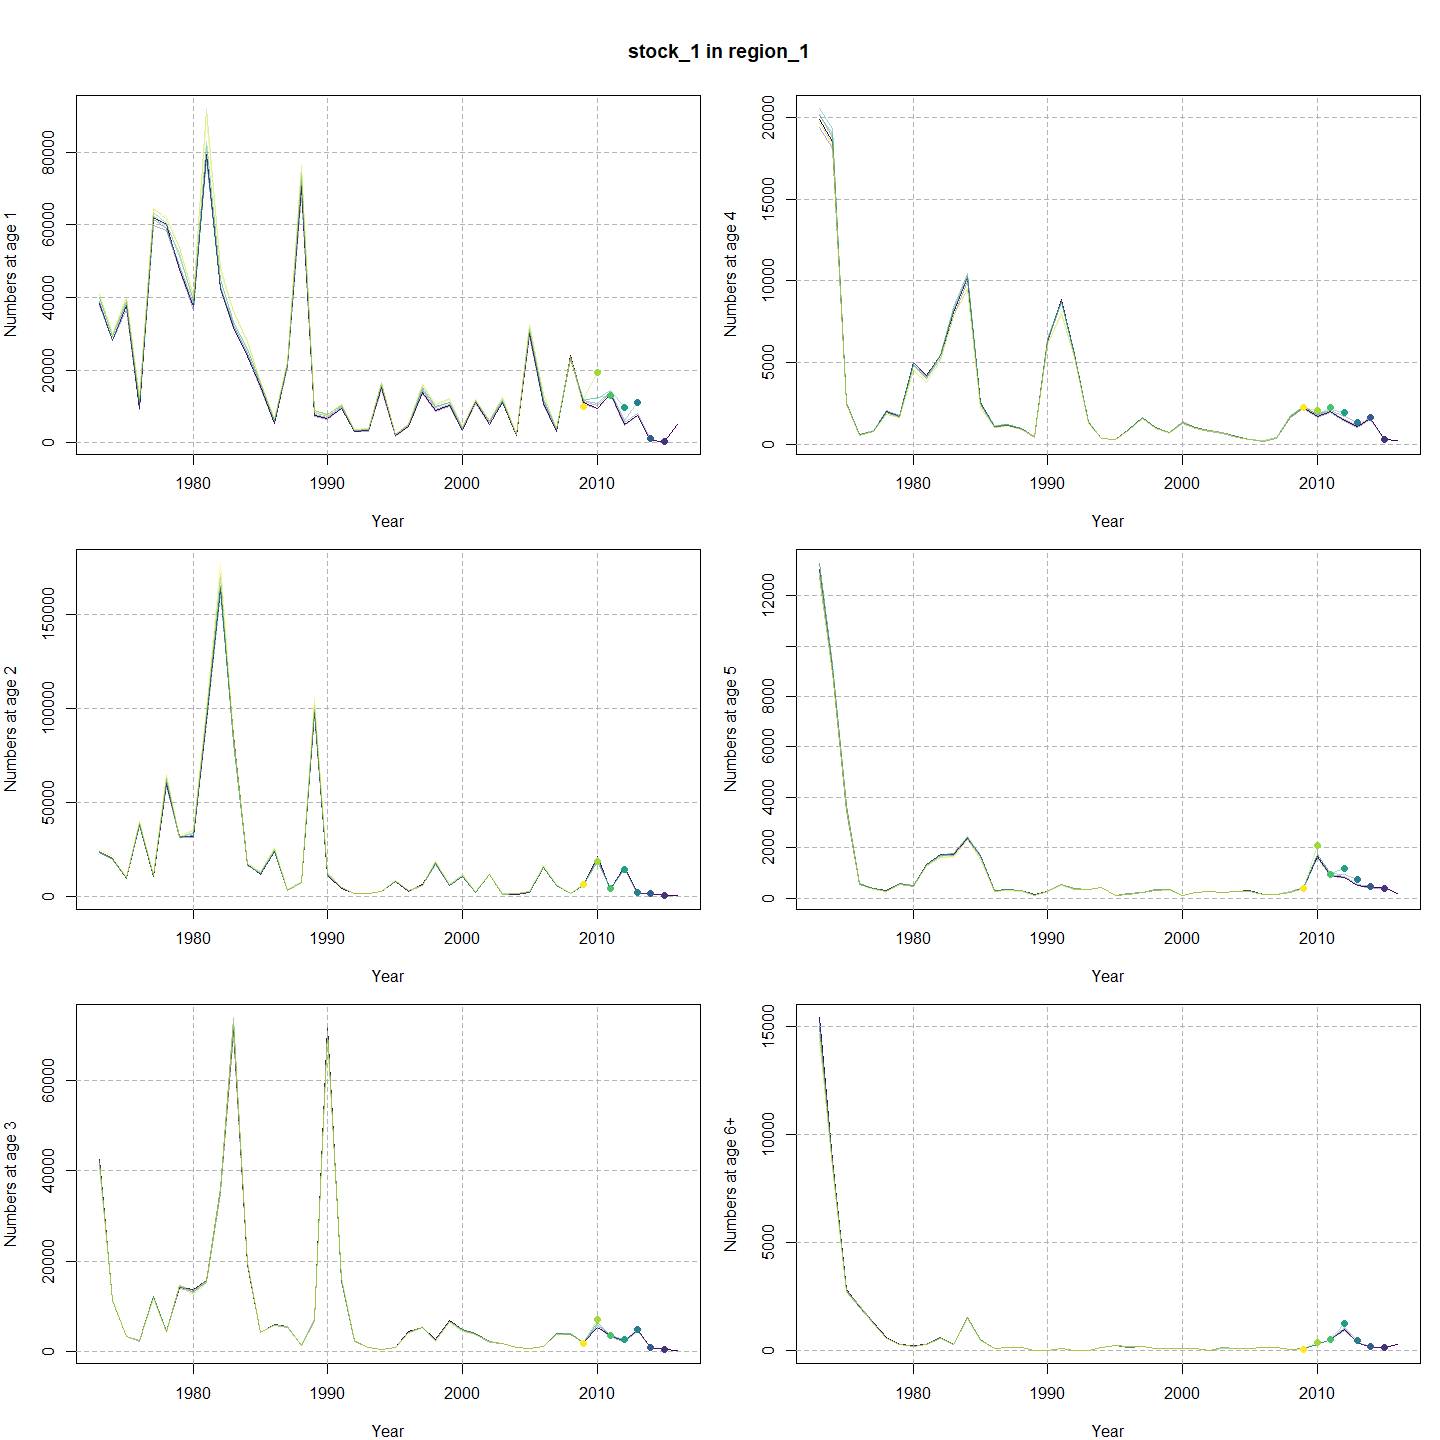 stock_1 in region_1
Numbers at age 1
80000
60000
40000
20000
0
1980 1990 2000 2010
Year
Numbers at age 4
20000
15000
10000
5000
0
1980 1990 2000 2010
Year
Numbers at age 2
150000
100000
50000
0
1980 1990 2000 2010
Year
Numbers at age 5
12000
8000
6000
4000
2000
0
1980 1990 2000 2010
Year
Numbers at age 3
60000
40000
20000
0
1980 1990 2000 2010
Year
Numbers at age 6+
15000
10000
5000
0
1980 1990 2000 2010
Year